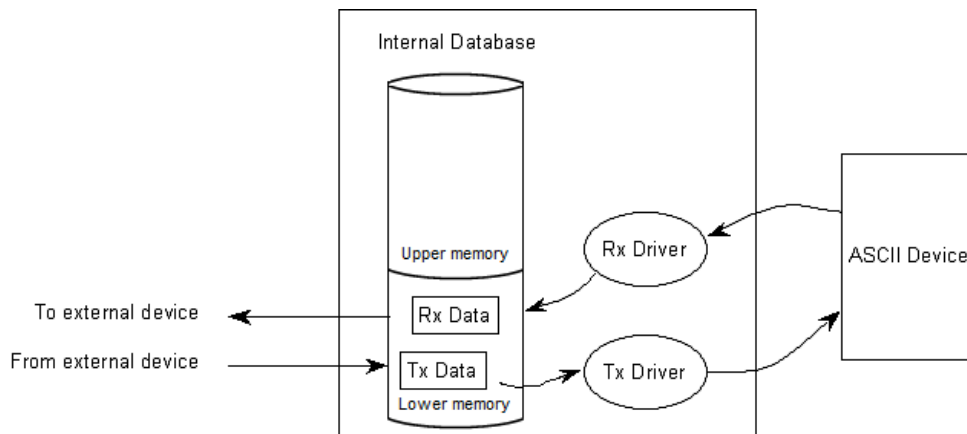 Internal Database
Upper memory
Rx Driver
ASCII Device
To external device
Rx Data
From external device
Tx Data
Tx Driver
Lower memory